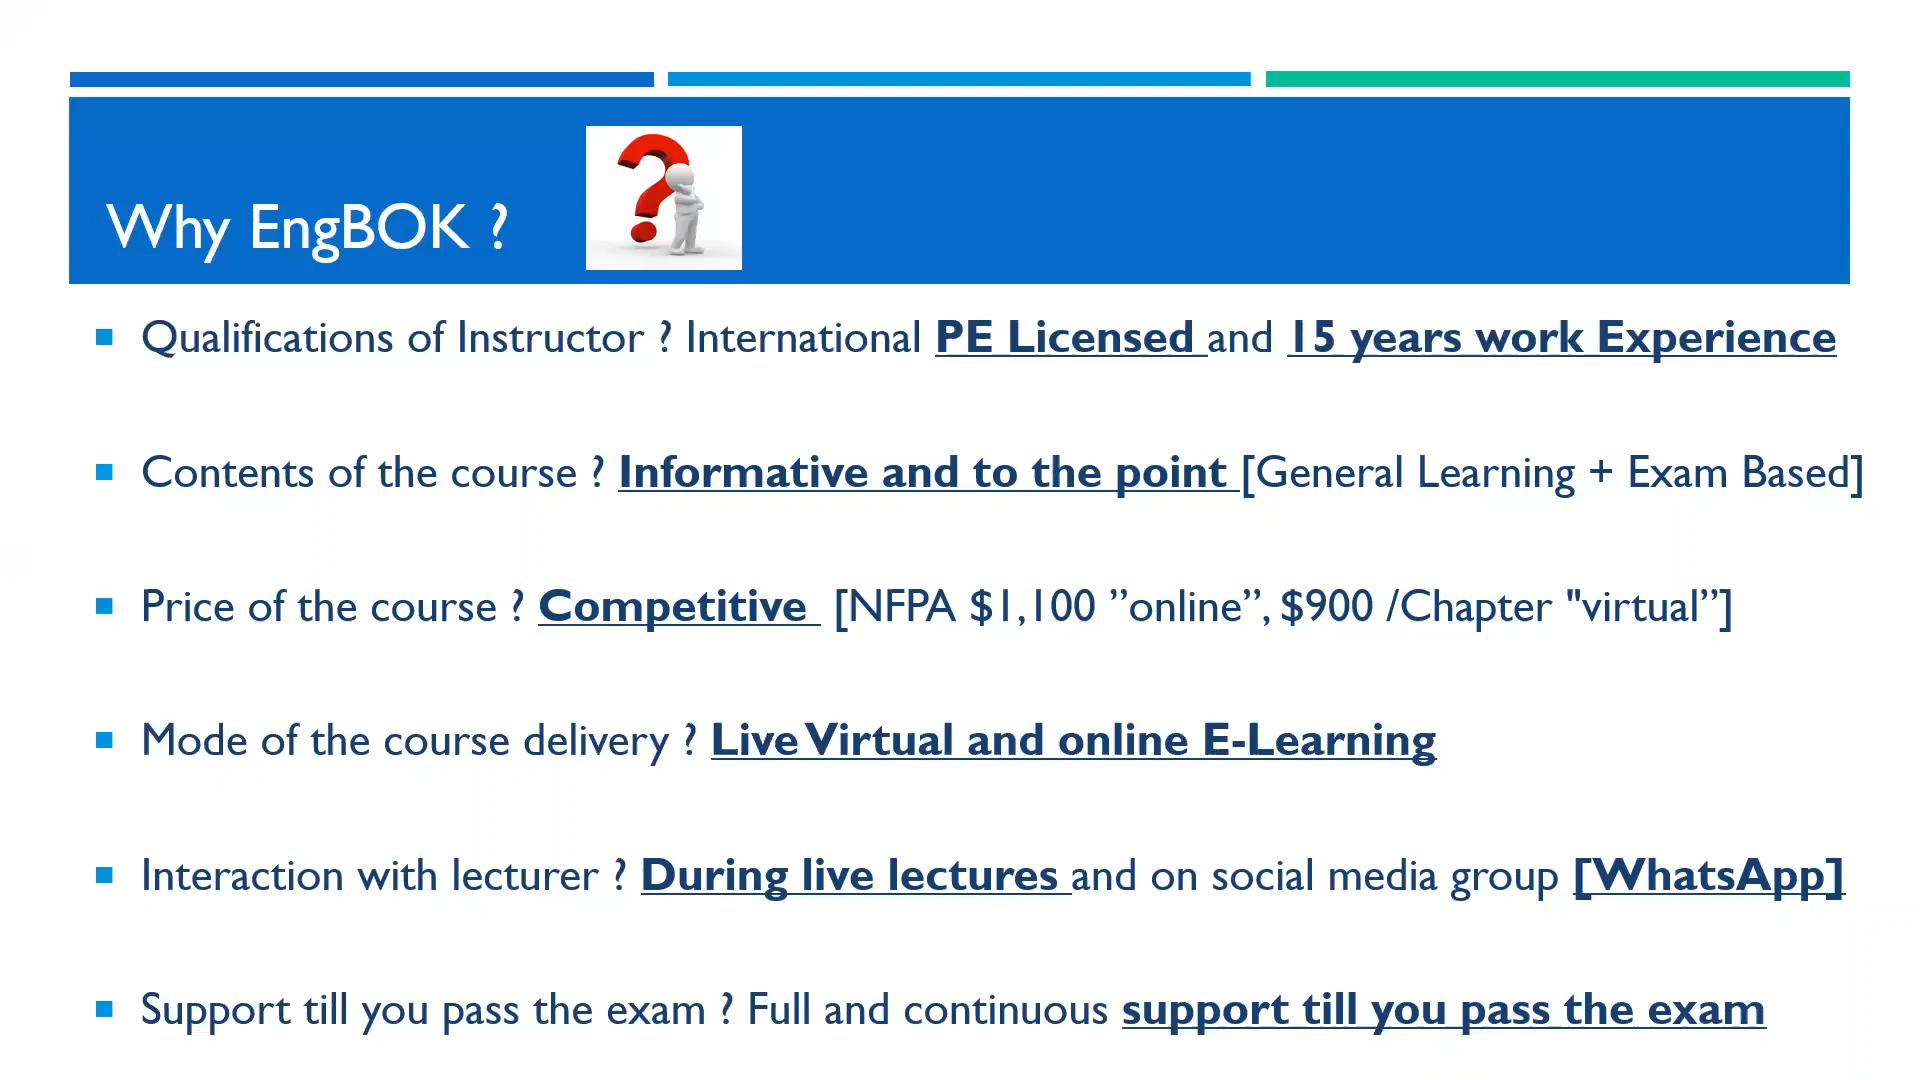 Why EngBOK ?
Qualifications of Instructor ? International PE Licensed and 15 years work Experience
Contents of the course ? Informative and to the point [General Learning + Exam Based]
Price of the course ? Competitive [NFPA $1,100 ”online”, $900 /Chapter "virtual”]
Mode of the course delivery ? Live Virtual and online E-Learning
Interaction with lecturer ? During live lectures and on social media group [WhatsApp]
Support till you pass the exam ? Full and continuous support till you pass the exam